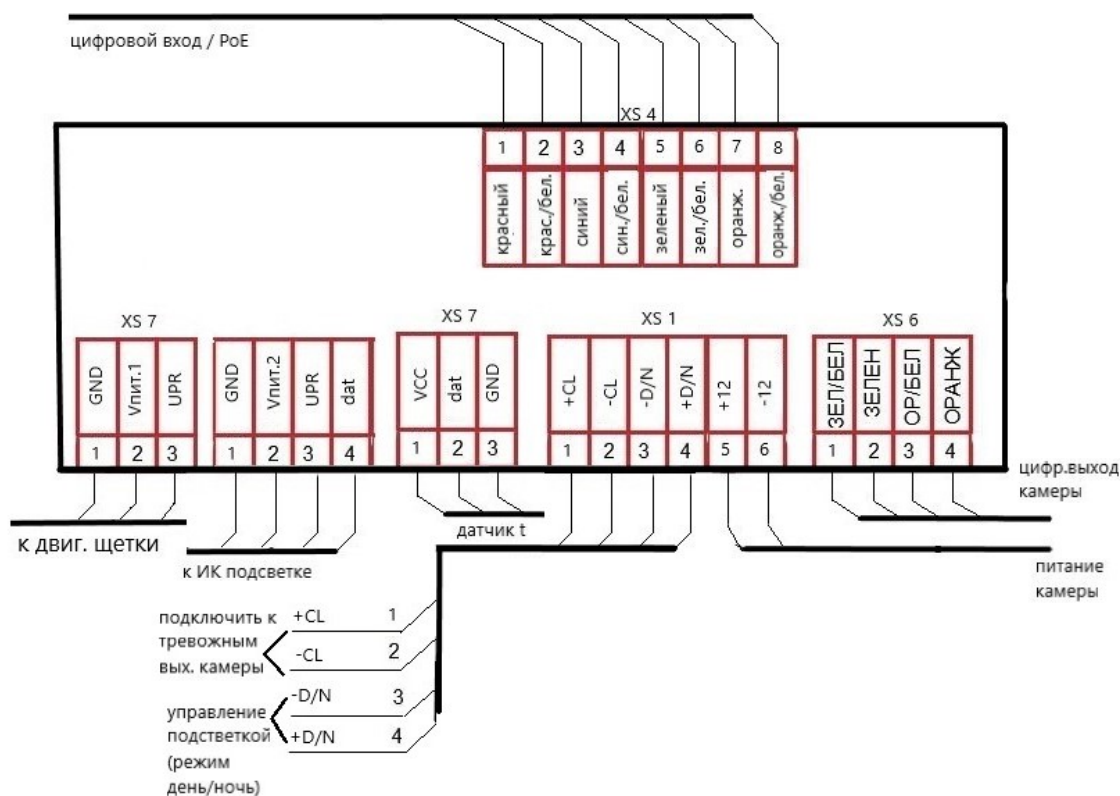 цифровой вход / PoE
XS 4
1 2 3 4 5 6 7 8
красный
крас./бел.
синий
син./бел.
зеленый
зел./бел.
оранж.
оранж./бел.
XS 7
GND
Vпит.1
UPR
1 2 3
GND
Vпит.2
UPR
dat
1 2 3 4
XS 7
VCC
dat
GND
1 2 3
XS 1
+CL
-CL
-D/N
+D/N
+12
-12
1 2 3 4 5 6
XS 6
ЗЕЛ/БЕЛ
ЗЕЛЕН
ОР/БЕЛ
ОРАНЖ
1 2 3 4
цифр.выход
камеры
к двиг. щетки
к ИК подсветке
датчик t
питание
камеры
подключить к
тревожным
вых. камеры
+CL 1
-CL 2
управление
подстветкой
(режим
день/ночь)
-D/N 3
+D/N 4